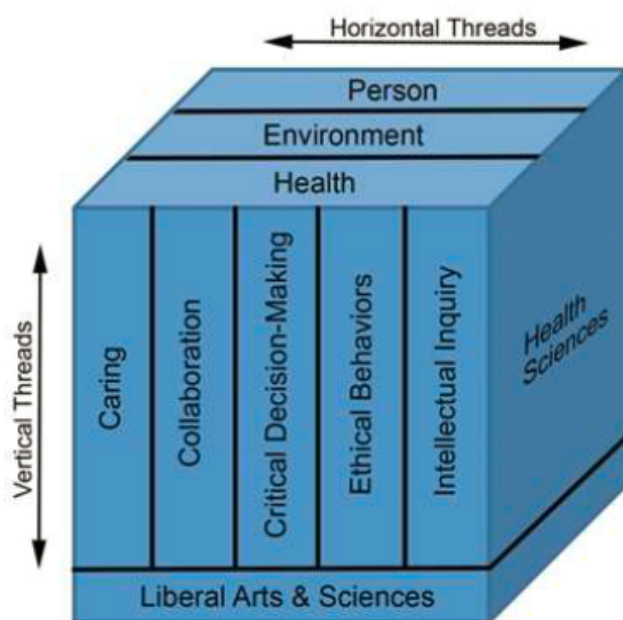 Horizontal Threads
Person
Environment
Health
Vertical Threads
Caring
Collaboration
Critical Decision-Making
Ethical Behaviors
Intellectual Inquiry
Health
Sciences
Liberal Arts & Sciences